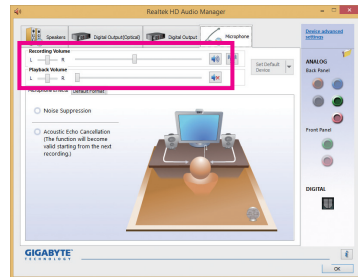 Realtek HD Audio Manager
Speakers
Digital Output(Optical)
Digital Output
Microphone
Device advanced
settings
Recording Volume
L
R
Set Default
Device
Playback Volume
L
R
Default Format
ANALOG
Back Panel
Noise Suppression
Acoustic Echo Cancellation
(The function will become
valid starting from the next
recording.)
Front Panel
DIGITAL
GIGABYTE
TECHNOLOGY
OK